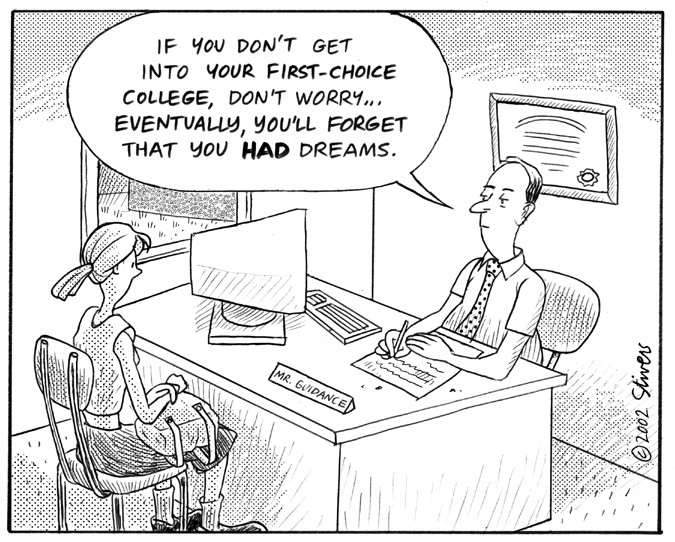 IF YOU DON'T GET
INTO YOUR FIRST-CHOICE
COLLEGE, DON'T WORRY...
EVENTUALLY, YOU'LL FORGET
THAT YOU HAD DREAMS.
MR. GUIDANCE
©2002 Stivers